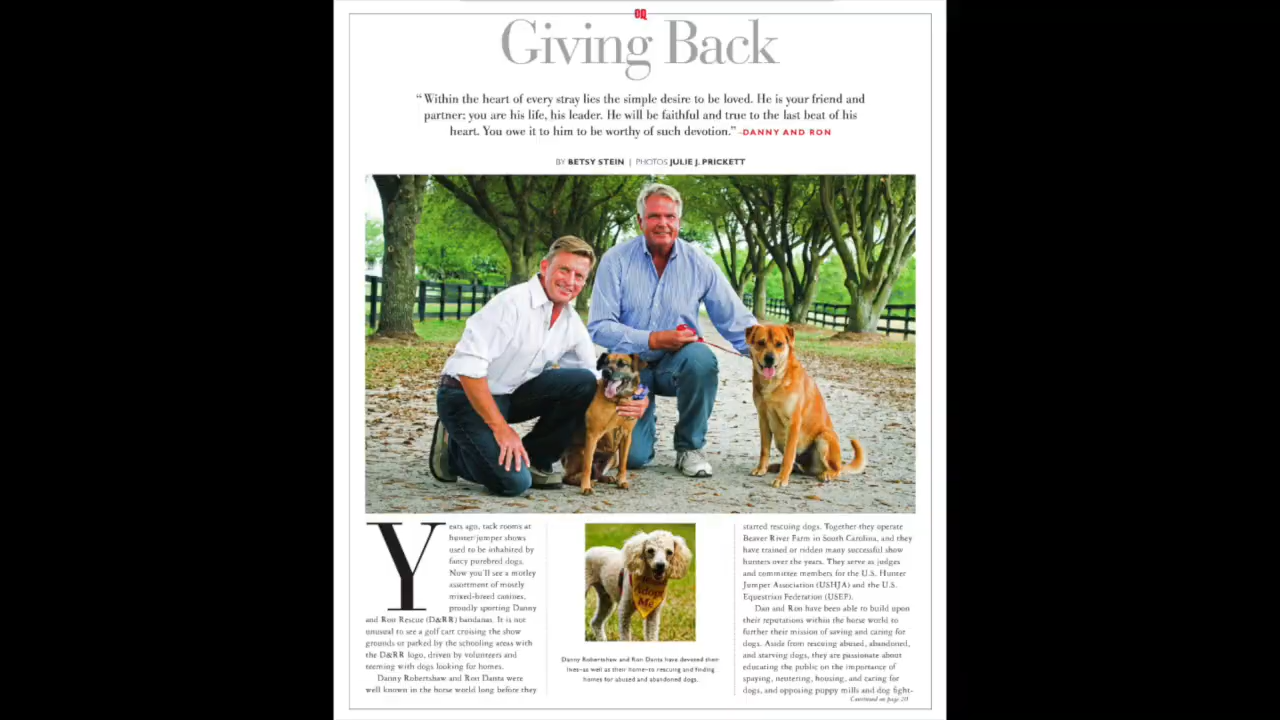 OQ
Giving Back
“Within the heart of every stray lies the simple desire to be loved. He is your friend and
partner; you are his life, his leader. He will be faithful and true to the last beat of his
heart. You owe it to him to be worthy of such devotion.” -DANNY AND RON
BY BETSY STEIN | PHOTOS JULIE J. PRICKETT
Years ago, tack rooms at
hunter/jumper shows
used to be inhabited by
fancy purebred dogs.
Now you'll see a motley
assortment of mostly
mixed-breed canines,
proudly sporting Danny
and Ron Rescue (D&RR) bandanas. It is not
unusual to see a golf cart cruising the show
grounds or parked by the schooling areas with
the D&RR logo, driven by volunteers and
teeming with dogs looking for homes.
Danny Robertshaw and Ron Danta were
well known in the horse world long before they
Adopt
Me
Danny Robertshaw and Ron Danta have devoted their
lives–as well as their home–to rescuing and finding
homes for abused and abandoned dogs.
started rescuing dogs. Together they operate
Beaver River Farm in South Carolina, and they
have trained or ridden many successful show
hunters over the years. They serve as judges
and committee members for the U.S. Hunter
Jumper Association (USHJA) and the U.S.
Equestrian Federation (USEF).
Dan and Ron have been able to build upon
their reputations within the horse world to
further their mission of saving and caring for
dogs. Aside from rescuing abused, abandoned,
and starving dogs, they are passionate about
educating the public on the importance of
spaying, neutering, housing, and caring for
dogs, and opposing puppy mills and dog fight-
Continued on page 20